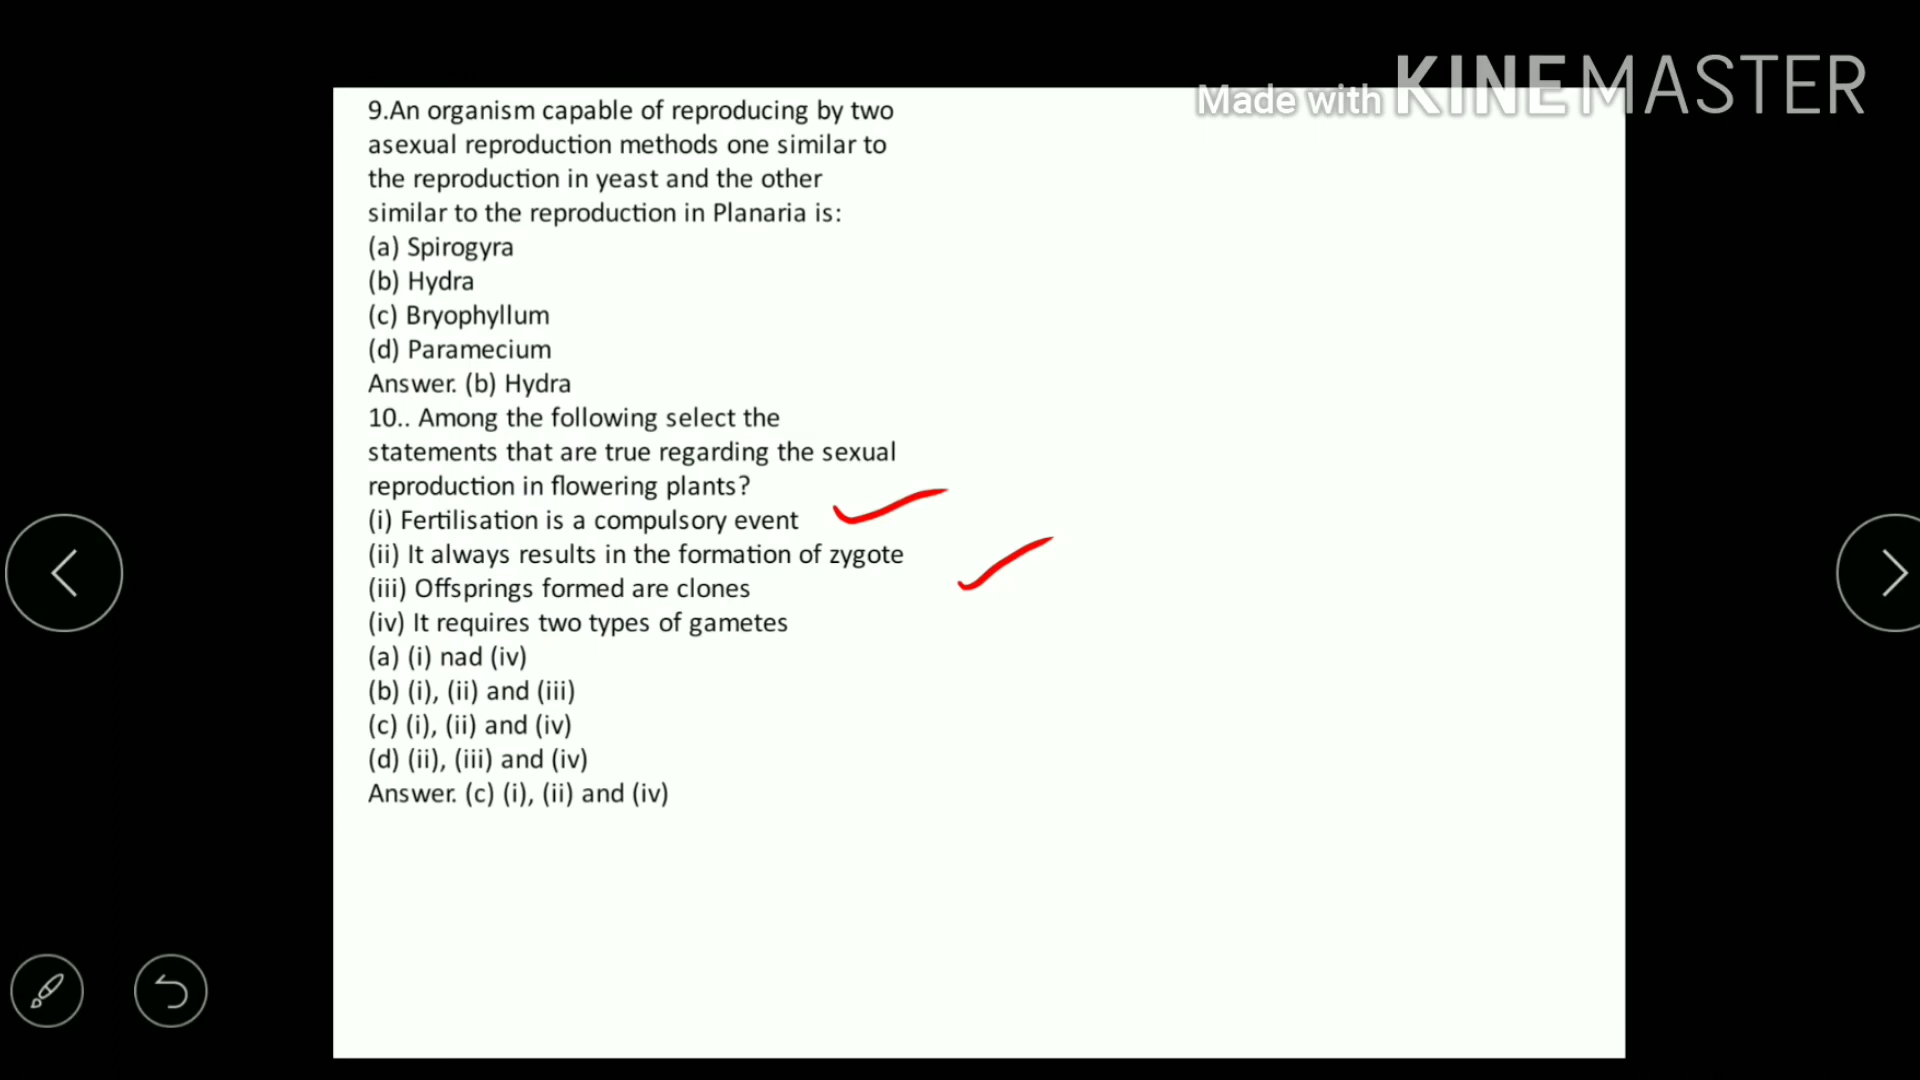 Made with KINEMASTER
9.An organism capable of reproducing by two
asexual reproduction methods one similar to
the reproduction in yeast and the other
similar to the reproduction in Planaria is:
(a) Spirogyra
(b) Hydra
(c) Bryophyllum
(d) Paramecium
Answer. (b) Hydra
10.. Among the following select the
statements that are true regarding the sexual
reproduction in flowering plants?
(i) Fertilisation is a compulsory event
(ii) It always results in the formation of zygote
(iii) Offsprings formed are clones
(iv) It requires two types of gametes
(a) (i) nad (iv)
(b) (i), (ii) and (iii)
(c) (i), (ii) and (iv)
(d) (ii), (iii) and (iv)
Answer. (c) (i), (ii) and (iv)